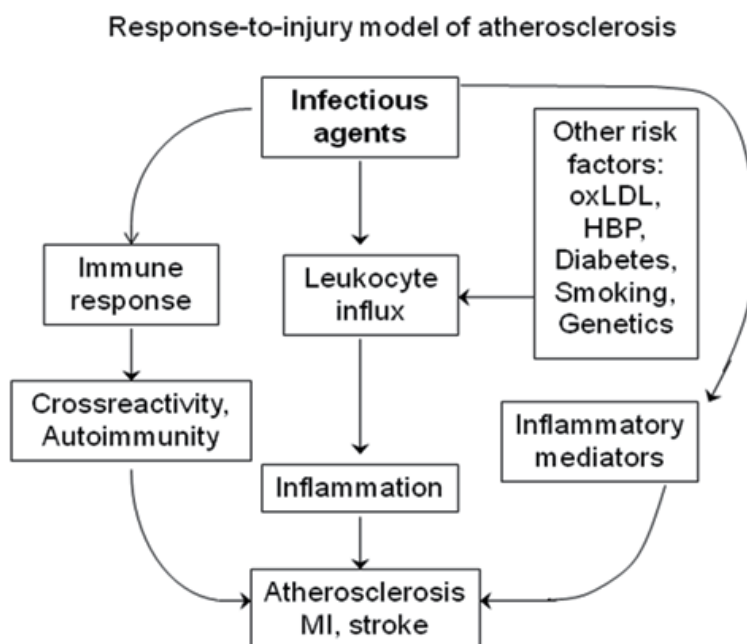 Response-to-injury model of atherosclerosis
Infectious
agents
Other risk
factors:
oxLDL,
HBP,
Diabetes,
Smoking,
Genetics
Immune
response
Leukocyte
influx
Crossreactivity,
Autoimmunity
Inflammatory
mediators
Inflammation
Atherosclerosis
MI, stroke